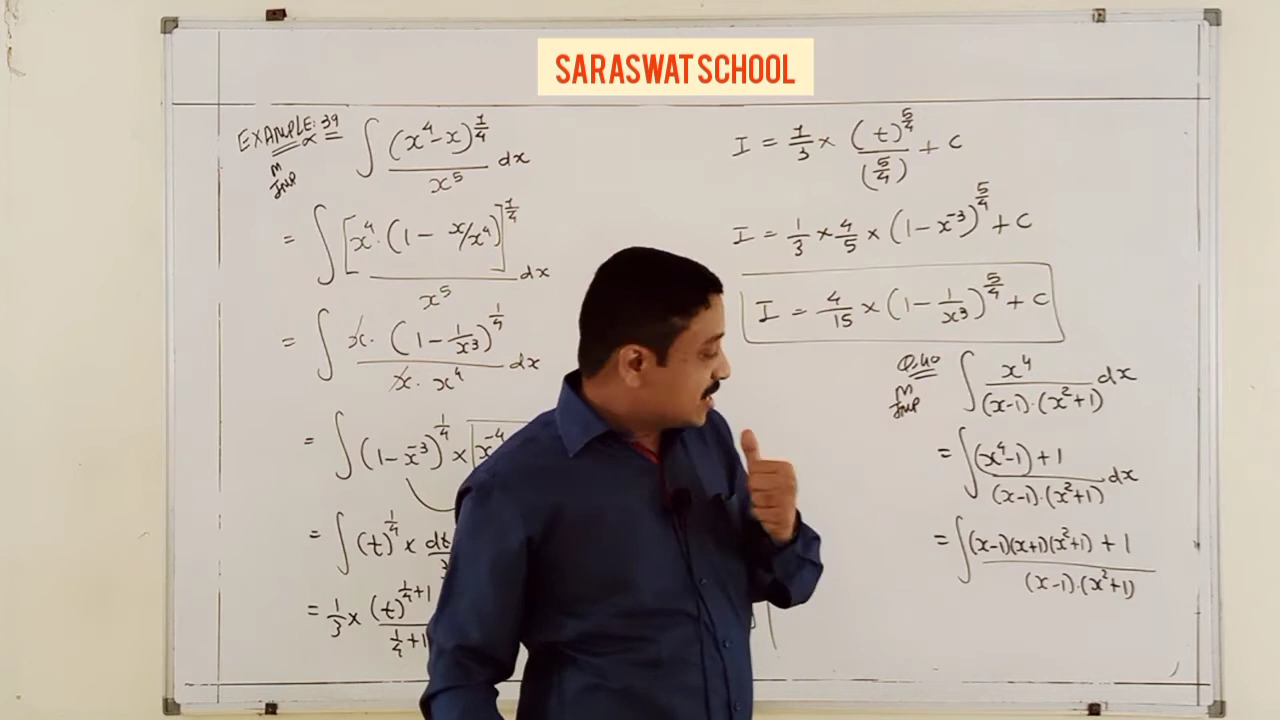 SARASWAT SCHOOL
EXAMPLE: 39
M Imp
∫ (x⁴-x)^{1/4} / x⁵ dx
= ∫ [x⁴·(1 - x/x⁴)]^{1/4} / x⁵ dx
= ∫ x·(1 - 1/x³)^{1/4} / x·x⁴ dx
= ∫ (1-x⁻³)^{1/4} × x⁻⁴
= ∫ (t)^{1/4} × dt
= 1/3 × (t)^{1/4+1} / 1/4+1
I = 1/3 × (t)^{5/4} / (5/4) + C
I = 1/3 × 4/5 × (1-x⁻³)^{5/4} + C
I = 4/15 × (1 - 1/x³)^{5/4} + C
Q.40
M Imp
∫ x⁴ / (x-1)·(x²+1) dx
= ∫ (x⁴-1)+1 / (x-1)·(x²+1) dx
= ∫ (x-1)(x+1)(x²+1) + 1 / (x-1)·(x²+1)